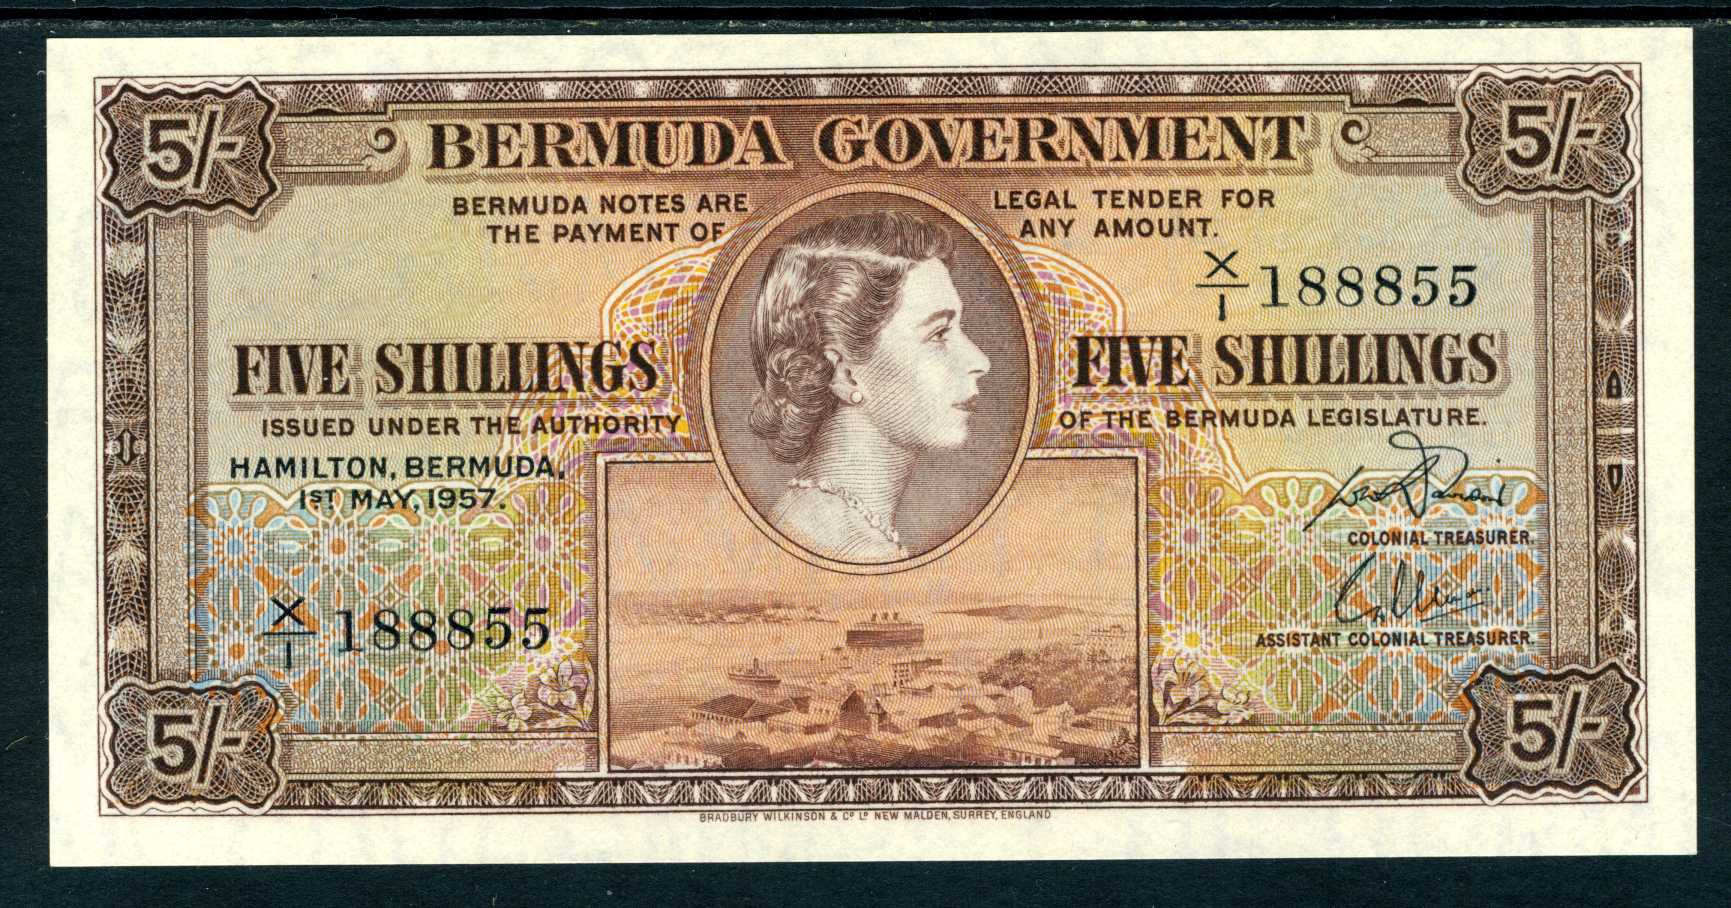 5/- 5/-
BERMUDA GOVERNMENT
BERMUDA NOTES ARE LEGAL TENDER FOR
THE PAYMENT OF ANY AMOUNT.
X/1 188855
FIVE SHILLINGS FIVE SHILLINGS
ISSUED UNDER THE AUTHORITY OF THE BERMUDA LEGISLATURE.
HAMILTON, BERMUDA,
1ST MAY, 1957.
COLONIAL TREASURER.
X/1 188855
ASSISTANT COLONIAL TREASURER.
5/- 5/-
BRADBURY WILKINSON & Cº Lº NEW MALDEN, SURREY, ENGLAND